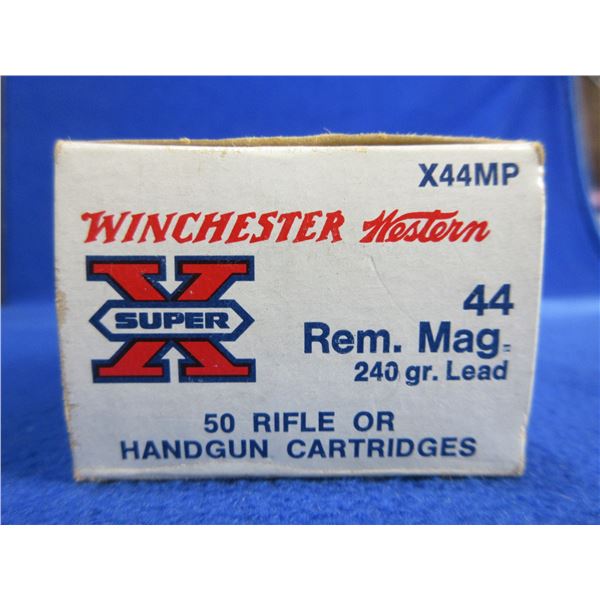 X44MP
WINCHESTER Western
SUPER X
44
Rem. Mag.
240 gr. Lead
50 RIFLE OR
HANDGUN CARTRIDGES